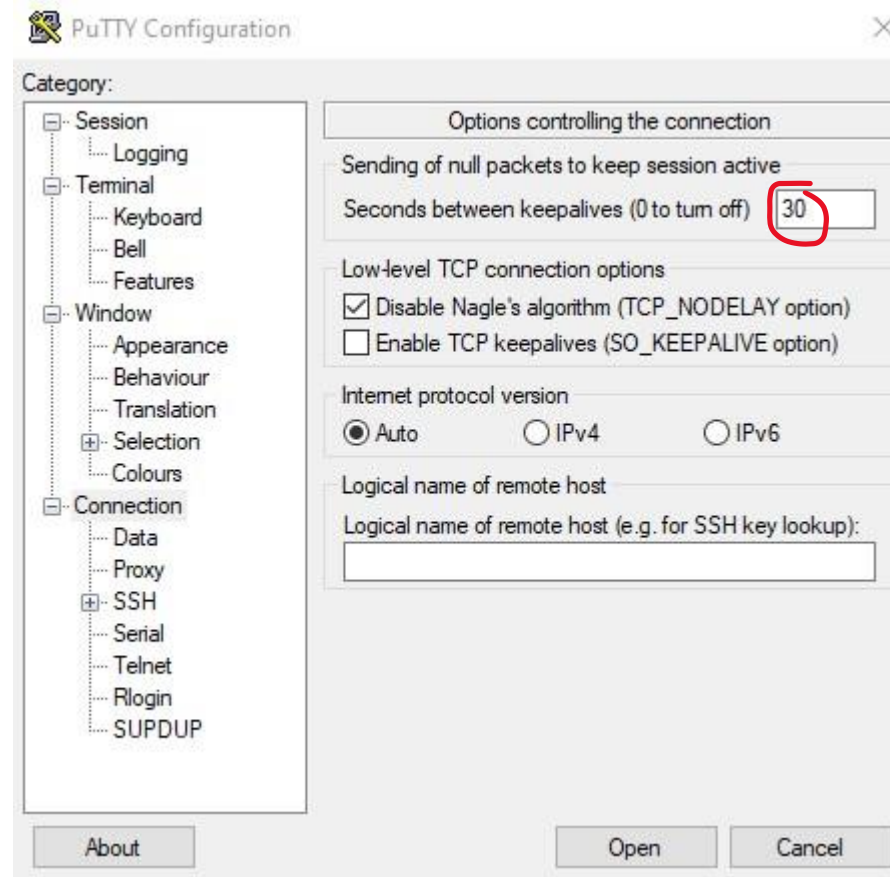 PuTTY Configuration
Category:
Session
Logging
Terminal
Keyboard
Bell
Features
Window
Appearance
Behaviour
Translation
Selection
Colours
Connection
Data
Proxy
SSH
Serial
Telnet
Rlogin
SUPDUP
Options controlling the connection
Sending of null packets to keep session active
Seconds between keepalives (0 to turn off) 30
Low-level TCP connection options
Disable Nagle's algorithm (TCP_NODELAY option)
Enable TCP keepalives (SO_KEEPALIVE option)
Internet protocol version
Auto IPv4 IPv6
Logical name of remote host
Logical name of remote host (e.g. for SSH key lookup):
About Open Cancel